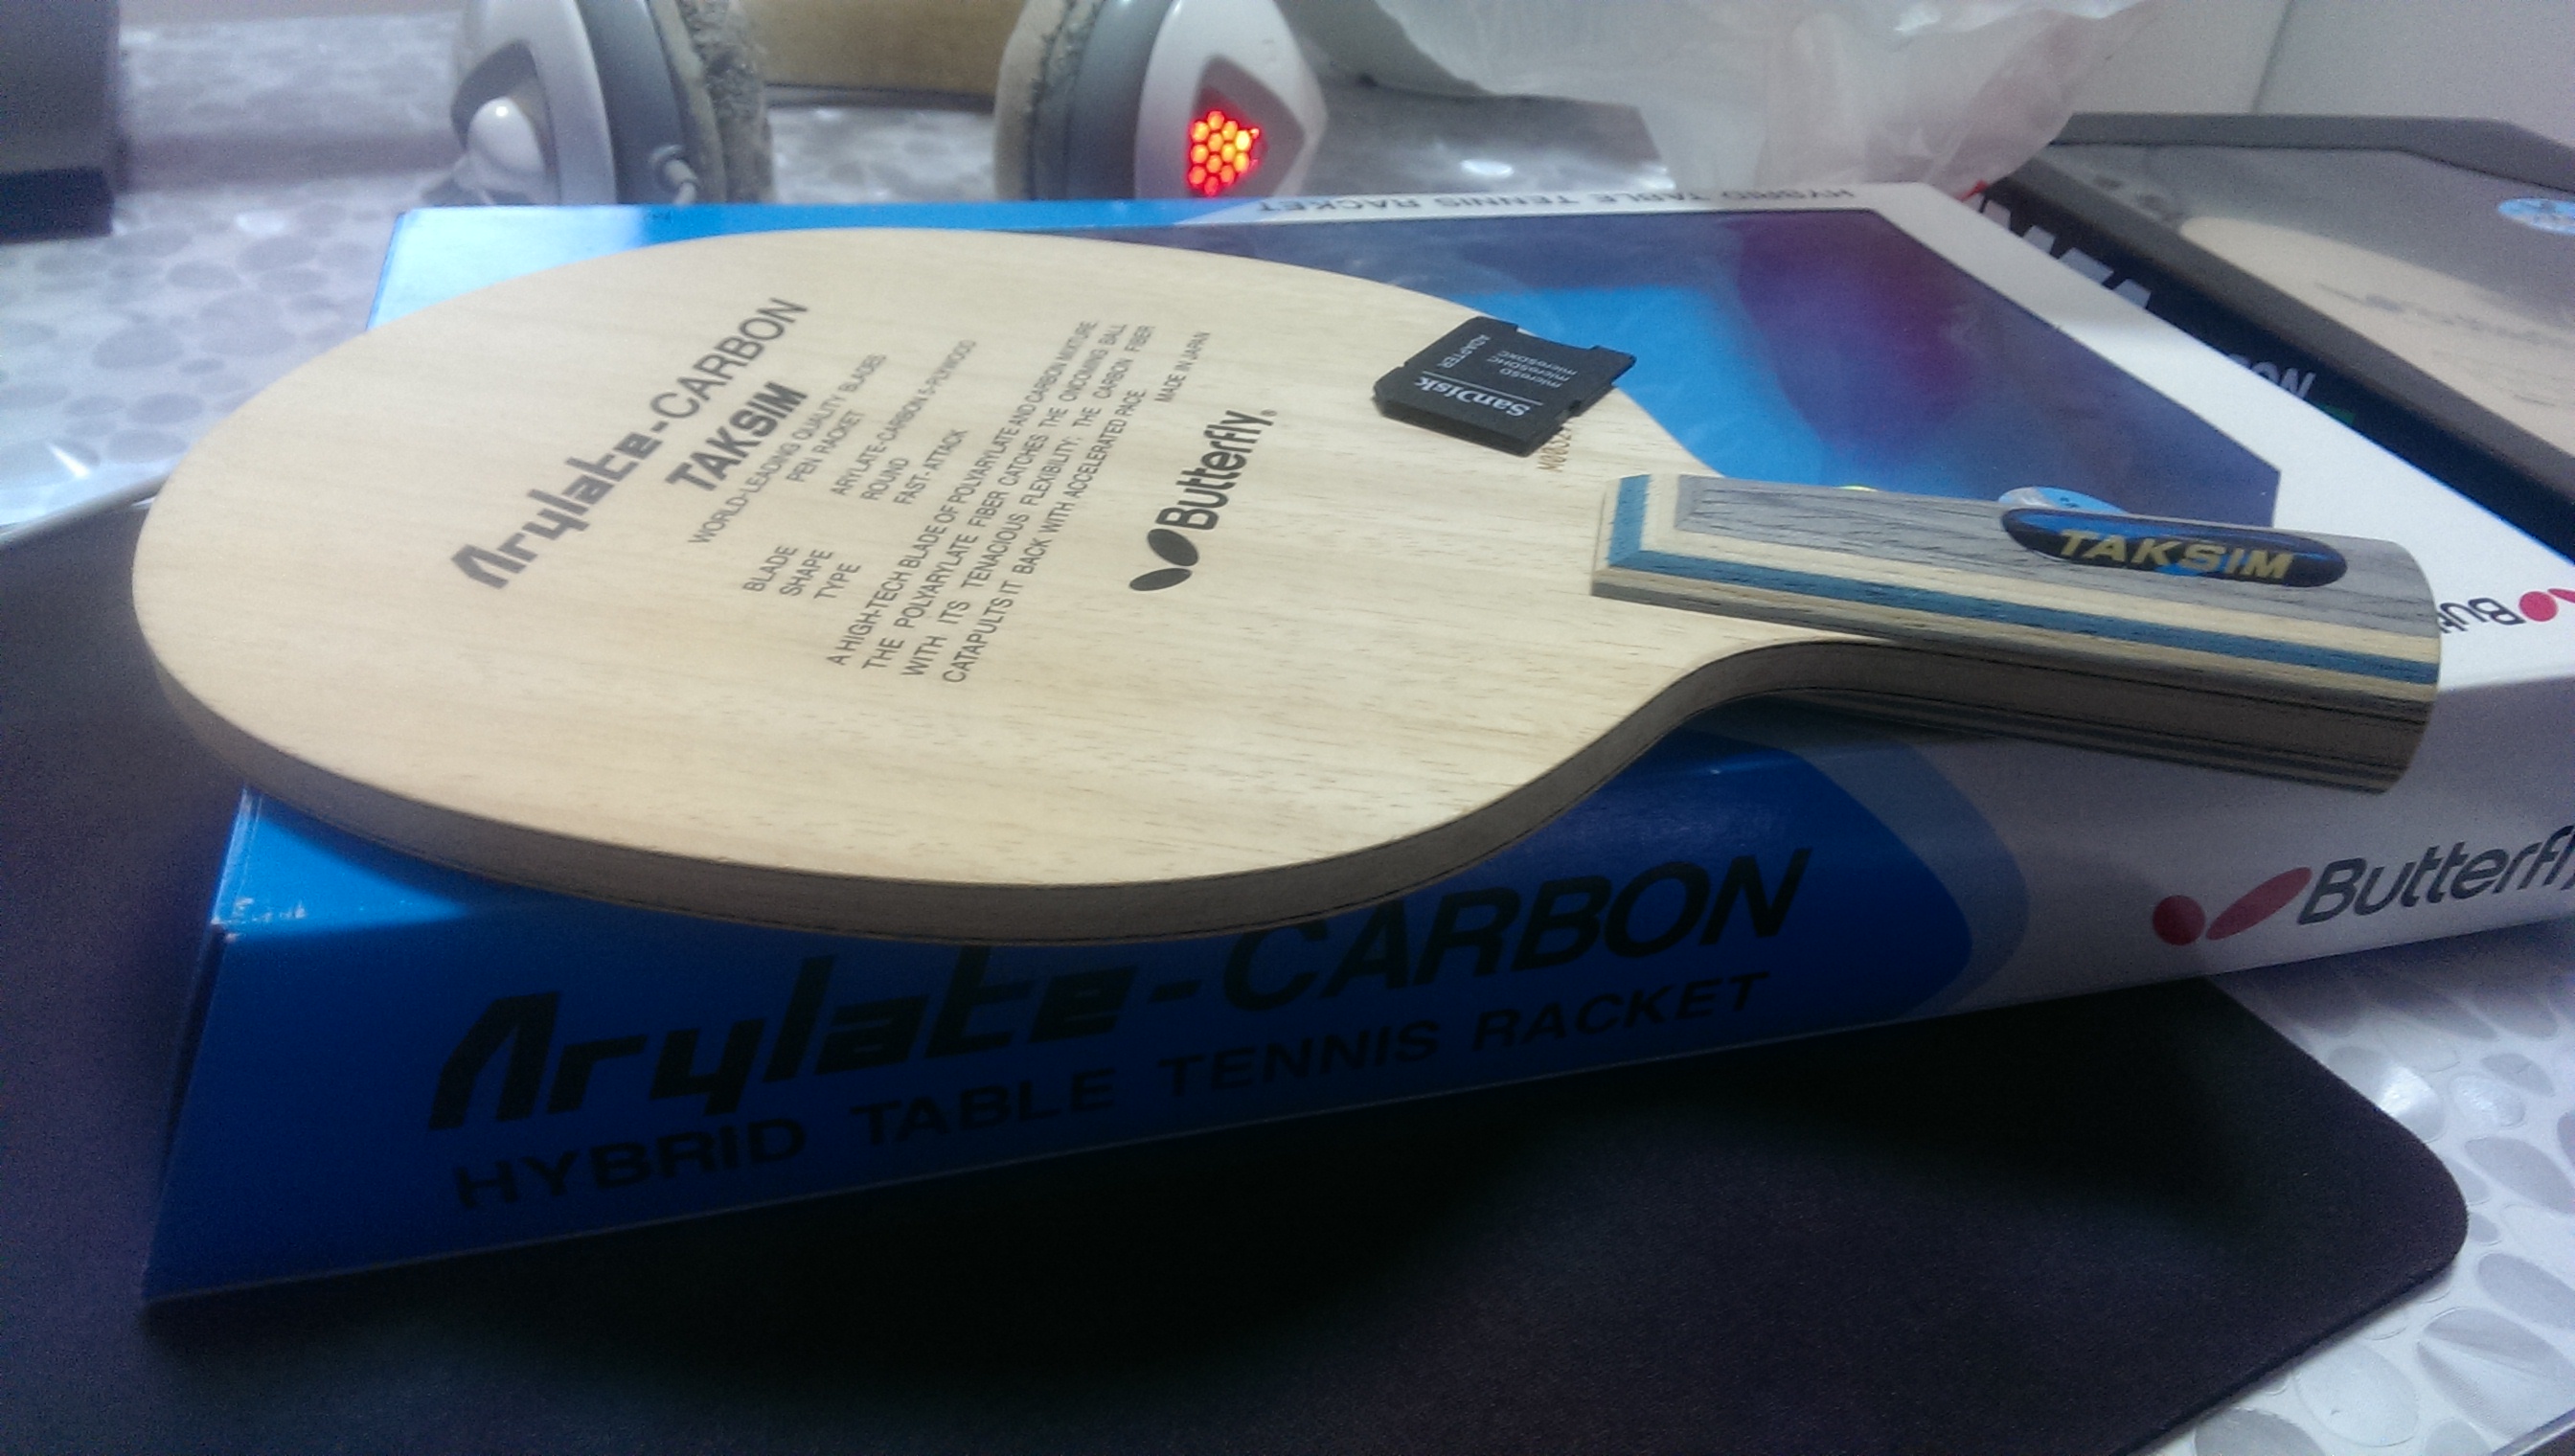 HYBRID TABLE TENNIS RACKET
Arylate-CARBON
TAKSIM
WORLD-LEADING QUALITY BLADES
PEN RACKET
BLADE ARYLATE-CARBON 5-PLYWOOD
SHAPE ROUND
TYPE FAST-ATTACK
A HIGH-TECH BLADE OF POLYARYLATE AND CARBON MIXTURE
THE POLYARYLATE FIBER CATCHES THE ONCOMING BALL
WITH ITS TENACIOUS FLEXIBILITY; THE CARBON FIBER
CATAPULTS IT BACK WITH ACCELERATED PACE.
MADE IN JAPAN
Butterfly®
SanDisk
microSD
microSDHC
microSDXC
ADAPTER
TAKSIM
Arylate-CARBON
HYBRID TABLE TENNIS RACKET
Butterfl